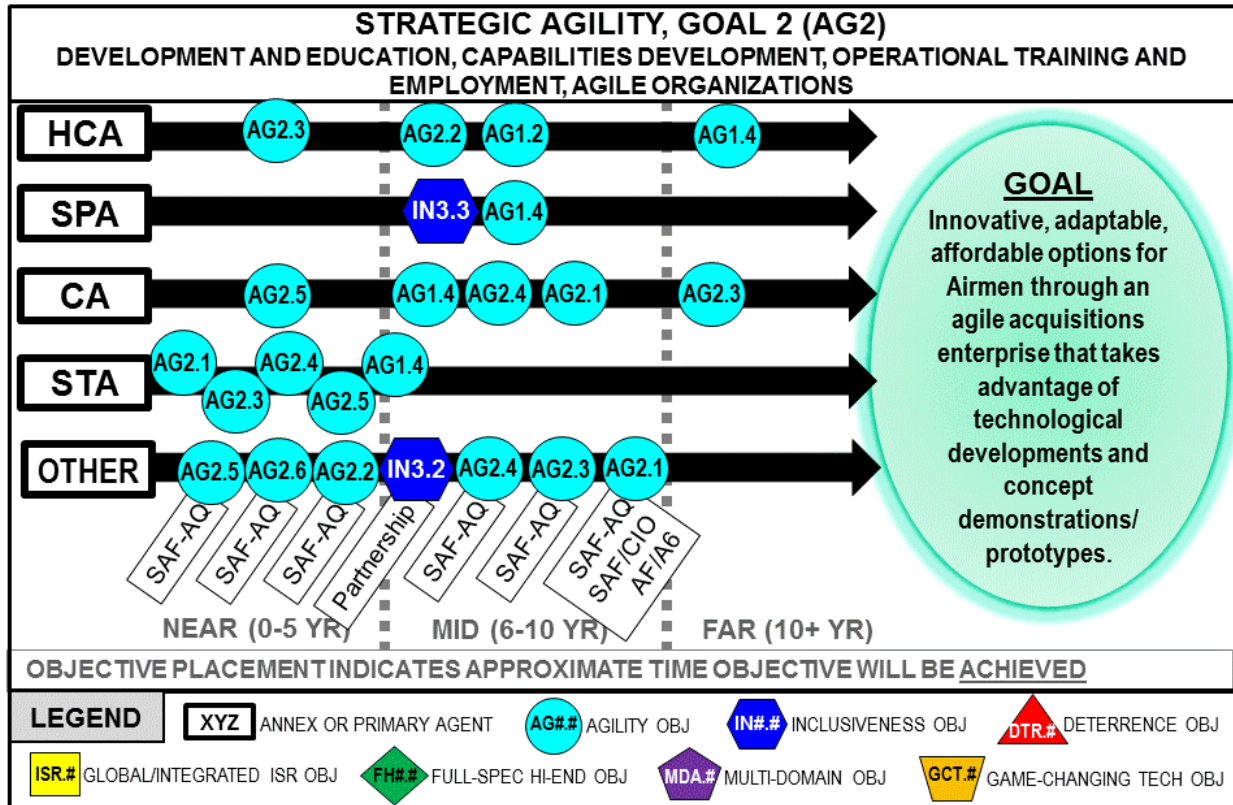 STRATEGIC AGILITY, GOAL 2 (AG2)
DEVELOPMENT AND EDUCATION, CAPABILITIES DEVELOPMENT, OPERATIONAL TRAINING AND
EMPLOYMENT, AGILE ORGANIZATIONS
HCA
AG2.3
AG2.2
AG1.2
AG1.4
SPA
IN3.3
AG1.4
CA
AG2.5
AG1.4
AG2.4
AG2.1
AG2.3
STA
AG2.1
AG2.3
AG2.4
AG2.5
AG1.4
OTHER
AG2.5
AG2.6
AG2.2
IN3.2
AG2.4
AG2.3
AG2.1
SAF-AQ
SAF-AQ
SAF-AQ
Partnership
SAF-AQ
SAF-AQ
SAF-AQ
SAF/CIO
AF/A6
NEAR (0-5 YR)
MID (6-10 YR)
FAR (10+ YR)
GOAL
Innovative, adaptable,
affordable options for
Airmen through an
agile acquisitions
enterprise that takes
advantage of
technological
developments and
concept
demonstrations/
prototypes.
OBJECTIVE PLACEMENT INDICATES APPROXIMATE TIME OBJECTIVE WILL BE ACHIEVED
LEGEND
XYZ
ANNEX OR PRIMARY AGENT
AG#.#
AGILITY OBJ
IN#.#
INCLUSIVENESS OBJ
DTR.#
DETERRENCE OBJ
ISR.#
GLOBAL/INTEGRATED ISR OBJ
FH#.#
FULL-SPEC HI-END OBJ
MDA.#
MULTI-DOMAIN OBJ
GCT.#
GAME-CHANGING TECH OBJ